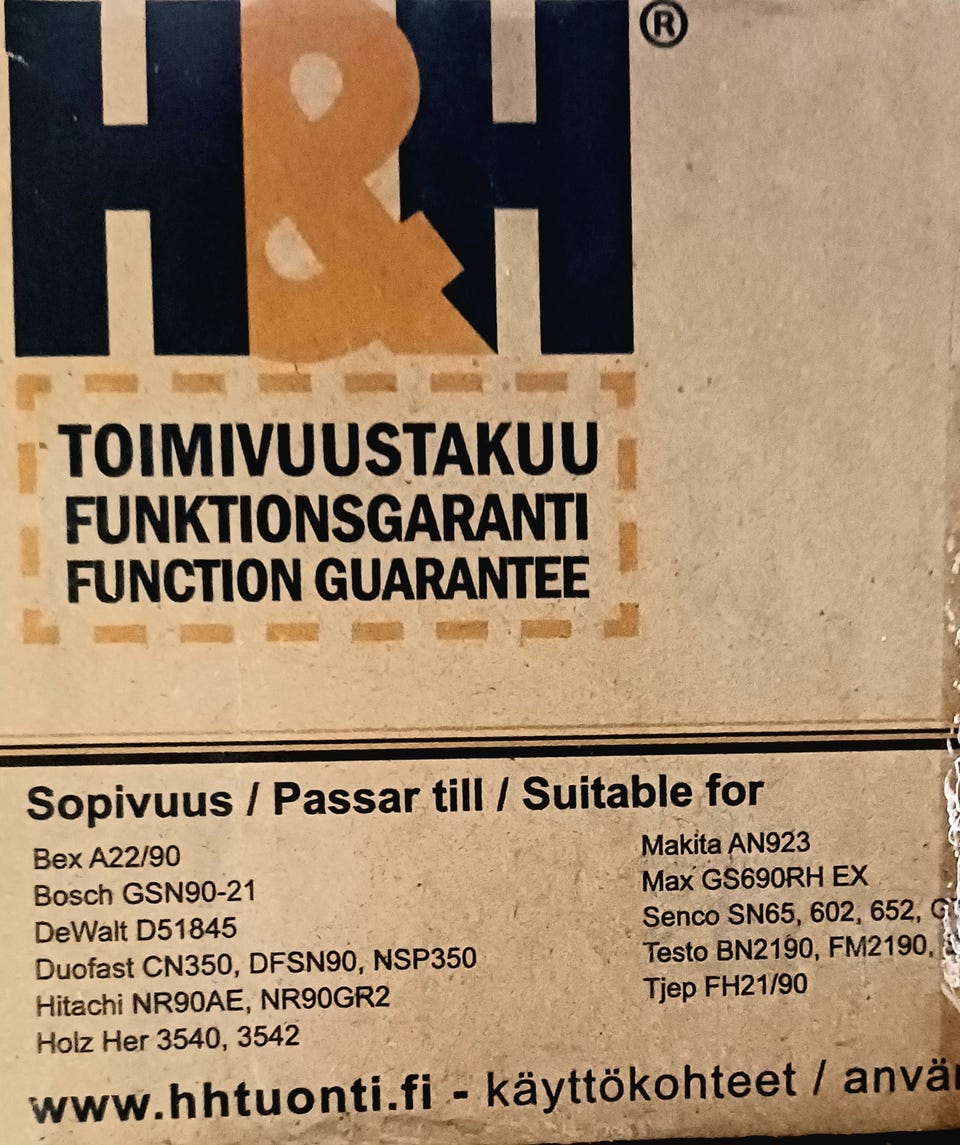 H&H®
TOIMIVUUSTAKUU
FUNKTIONSGARANTI
FUNCTION GUARANTEE
Sopivuus / Passar till / Suitable for
Bex A22/90
Bosch GSN90-21
DeWalt D51845
Duofast CN350, DFSN90, NSP350
Hitachi NR90AE, NR90GR2
Holz Her 3540, 3542
Makita AN923
Max GS690RH EX
Senco SN65, 602, 652,
Testo BN2190, FM2190,
Tjep FH21/90
www.hhtuonti.fi - käyttökohteet /